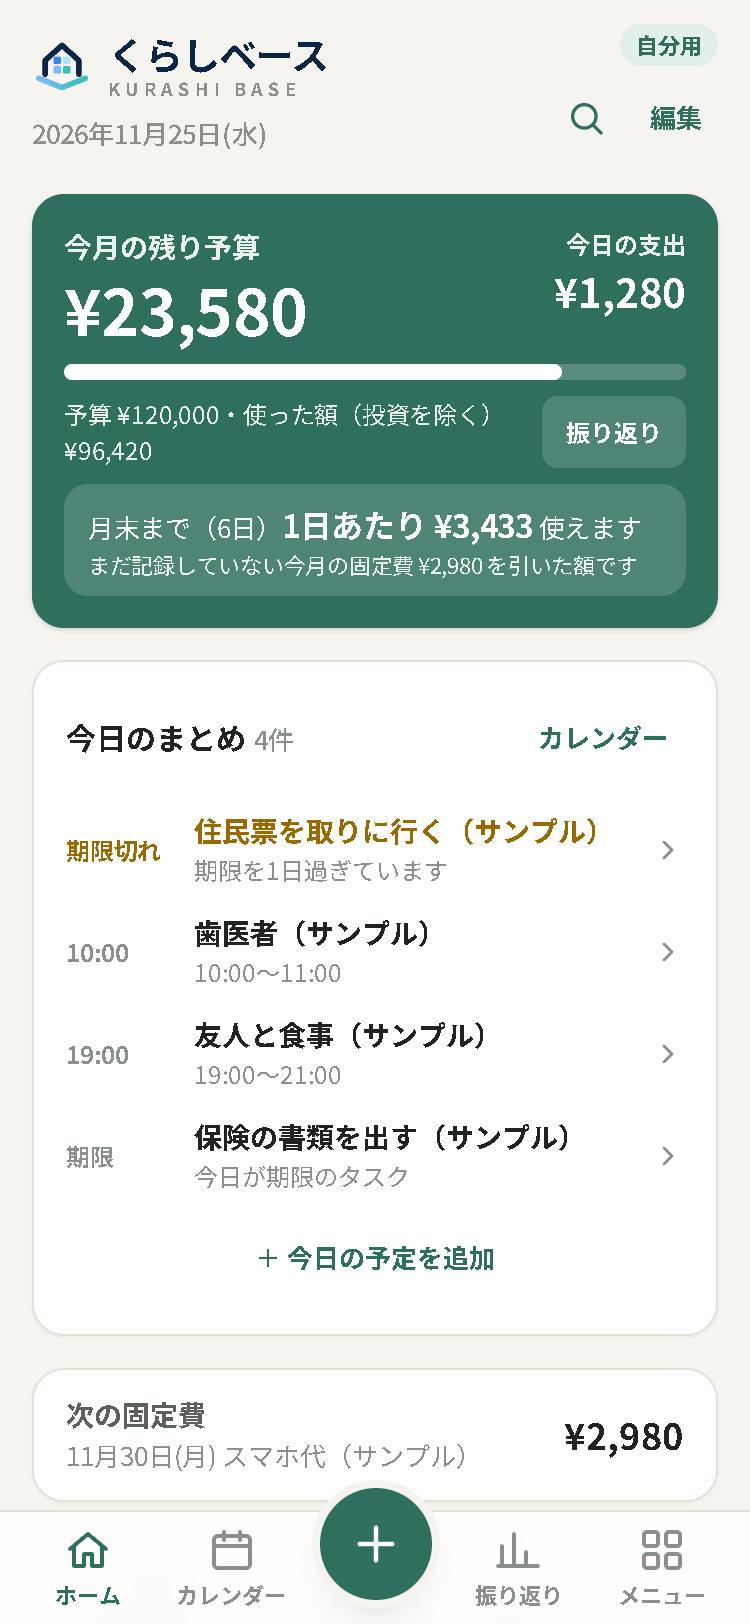 くらしベース
KURASHI BASE
自分用
2026年11月25日(水)
編集
今月の残り予算
¥23,580
今日の支出
¥1,280
予算 ¥120,000・使った額（投資を除く）
¥96,420
振り返り
月末まで（6日）1日あたり ¥3,433 使えます
まだ記録していない今月の固定費 ¥2,980 を引いた額です
今日のまとめ 4件
カレンダー
期限切れ
住民票を取りに行く（サンプル）
期限を1日過ぎています
10:00
歯医者（サンプル）
10:00〜11:00
19:00
友人と食事（サンプル）
19:00〜21:00
期限
保険の書類を出す（サンプル）
今日が期限のタスク
＋ 今日の予定を追加
次の固定費
11月30日(月) スマホ代（サンプル）
¥2,980
ホーム
カレンダー
振り返り
メニュー